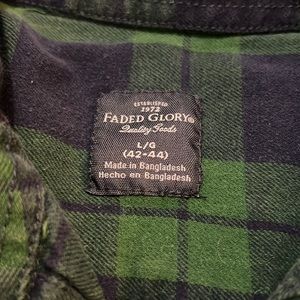 ESTABLISHED
1972
FADED GLORY®
Quality Goods
L/G
(42-44)
Made in Bangladesh
Hecho en Bangladesh